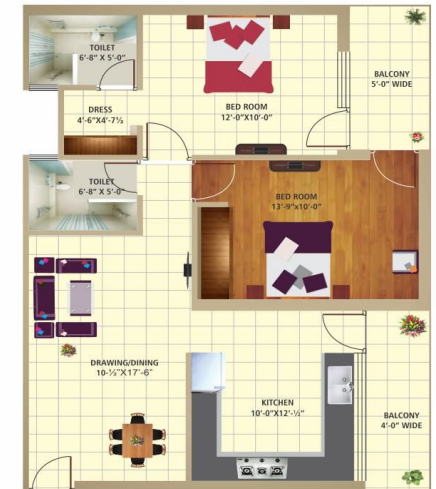 TOILET
6'-8" X 5'-0"
BALCONY
5'-0" WIDE
DRESS
4'-6"X4'-7½
BED ROOM
12'-0"X10'-0"
TOILET
6'-8" X 5'-0"
BED ROOM
13'-9"x10'-0"
DRAWING/DINING
10-½"X17'-6"
KITCHEN
10'-0"X12'-½"
BALCONY
4'-0" WIDE